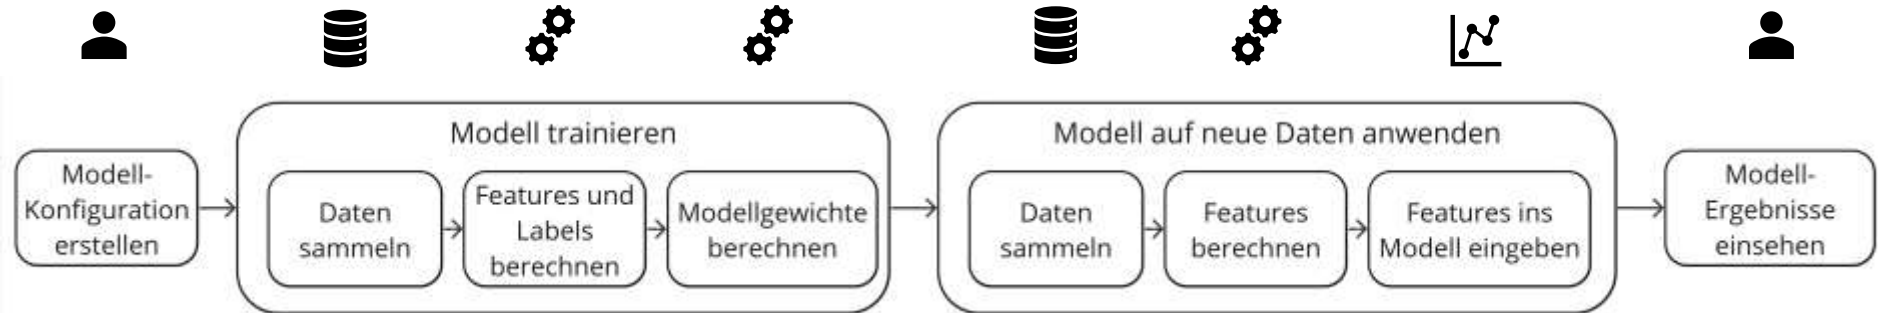 Modell-
Konfiguration
erstellen
Modell trainieren
Daten
sammeln
Features und
Labels
berechnen
Modellgewichte
berechnen
Modell auf neue Daten anwenden
Daten
sammeln
Features
berechnen
Features ins
Modell eingeben
Modell-
Ergebnisse
einsehen